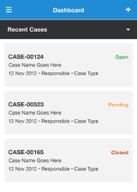 Dashboard
Recent Cases
CASE-00124
Open
Case Name Goes Here
12 Nov 2012 • Responsible • Case Type
CASE-00523
Pending
Case Name Goes Here
12 Nov 2012 • Responsible • Case Type
CASE-00165
Closed
Case Name Goes Here
12 Nov 2012 • Responsible • Case Type